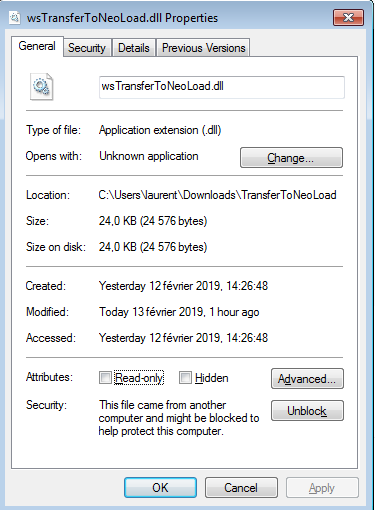 wsTransferToNeoLoad.dll Properties
General Security Details Previous Versions
wsTransferToNeoLoad.dll
Type of file: Application extension (.dll)
Opens with: Unknown application Change...
Location: C:\Users\laurent\Downloads\TransferToNeoLoad
Size: 24,0 KB (24 576 bytes)
Size on disk: 24,0 KB (24 576 bytes)
Created: Yesterday 12 février 2019, 14:26:48
Modified: Today 13 février 2019, 1 hour ago
Accessed: Yesterday 12 février 2019, 14:26:48
Attributes: Read-only Hidden Advanced...
Security: This file came from another
computer and might be blocked to
help protect this computer.
Unblock
OK Cancel Apply